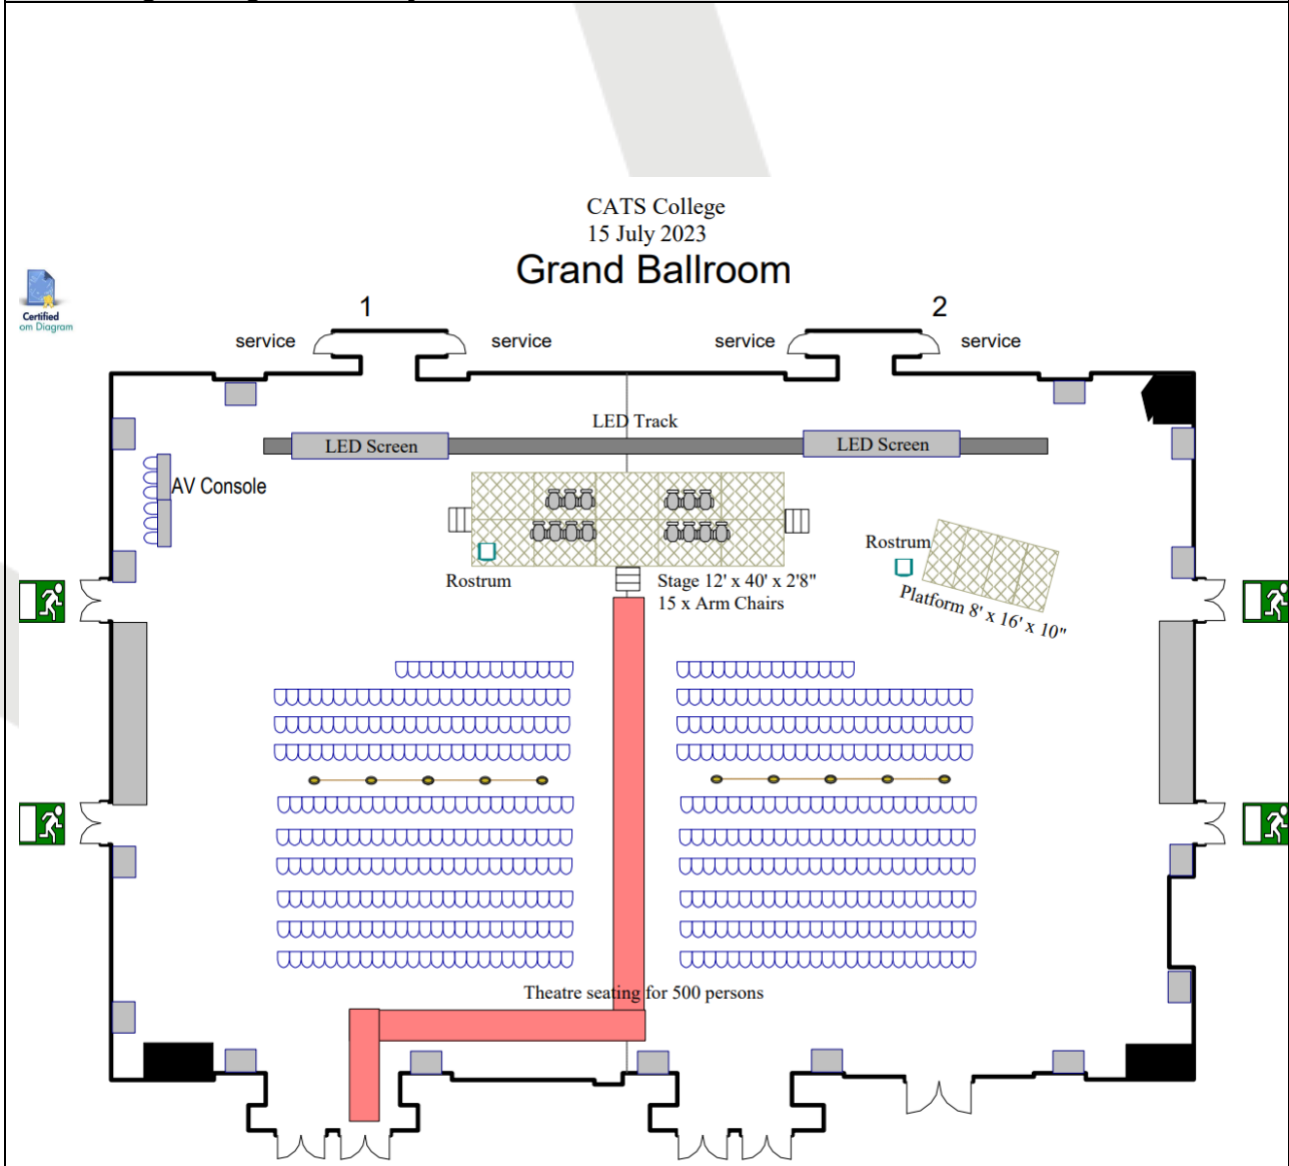 CATS College
15 July 2023
Grand Ballroom
Certified
om Diagram
1
2
service
service
service
service
LED Track
LED Screen
LED Screen
AV Console
Rostrum
Rostrum
Stage 12' x 40' x 2'8"
15 x Arm Chairs
Platform 8' x 16' x 10"
Theatre seating for 500 persons